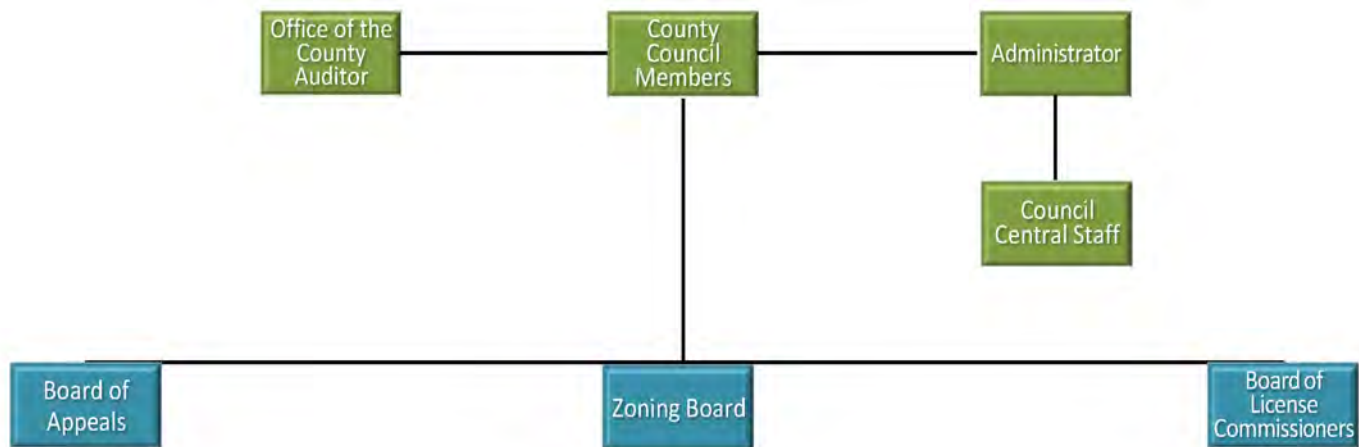 Office of the
County
Auditor
County
Council
Members
Administrator
Council
Central Staff
Board of
Appeals
Zoning Board
Board of
License
Commissioners